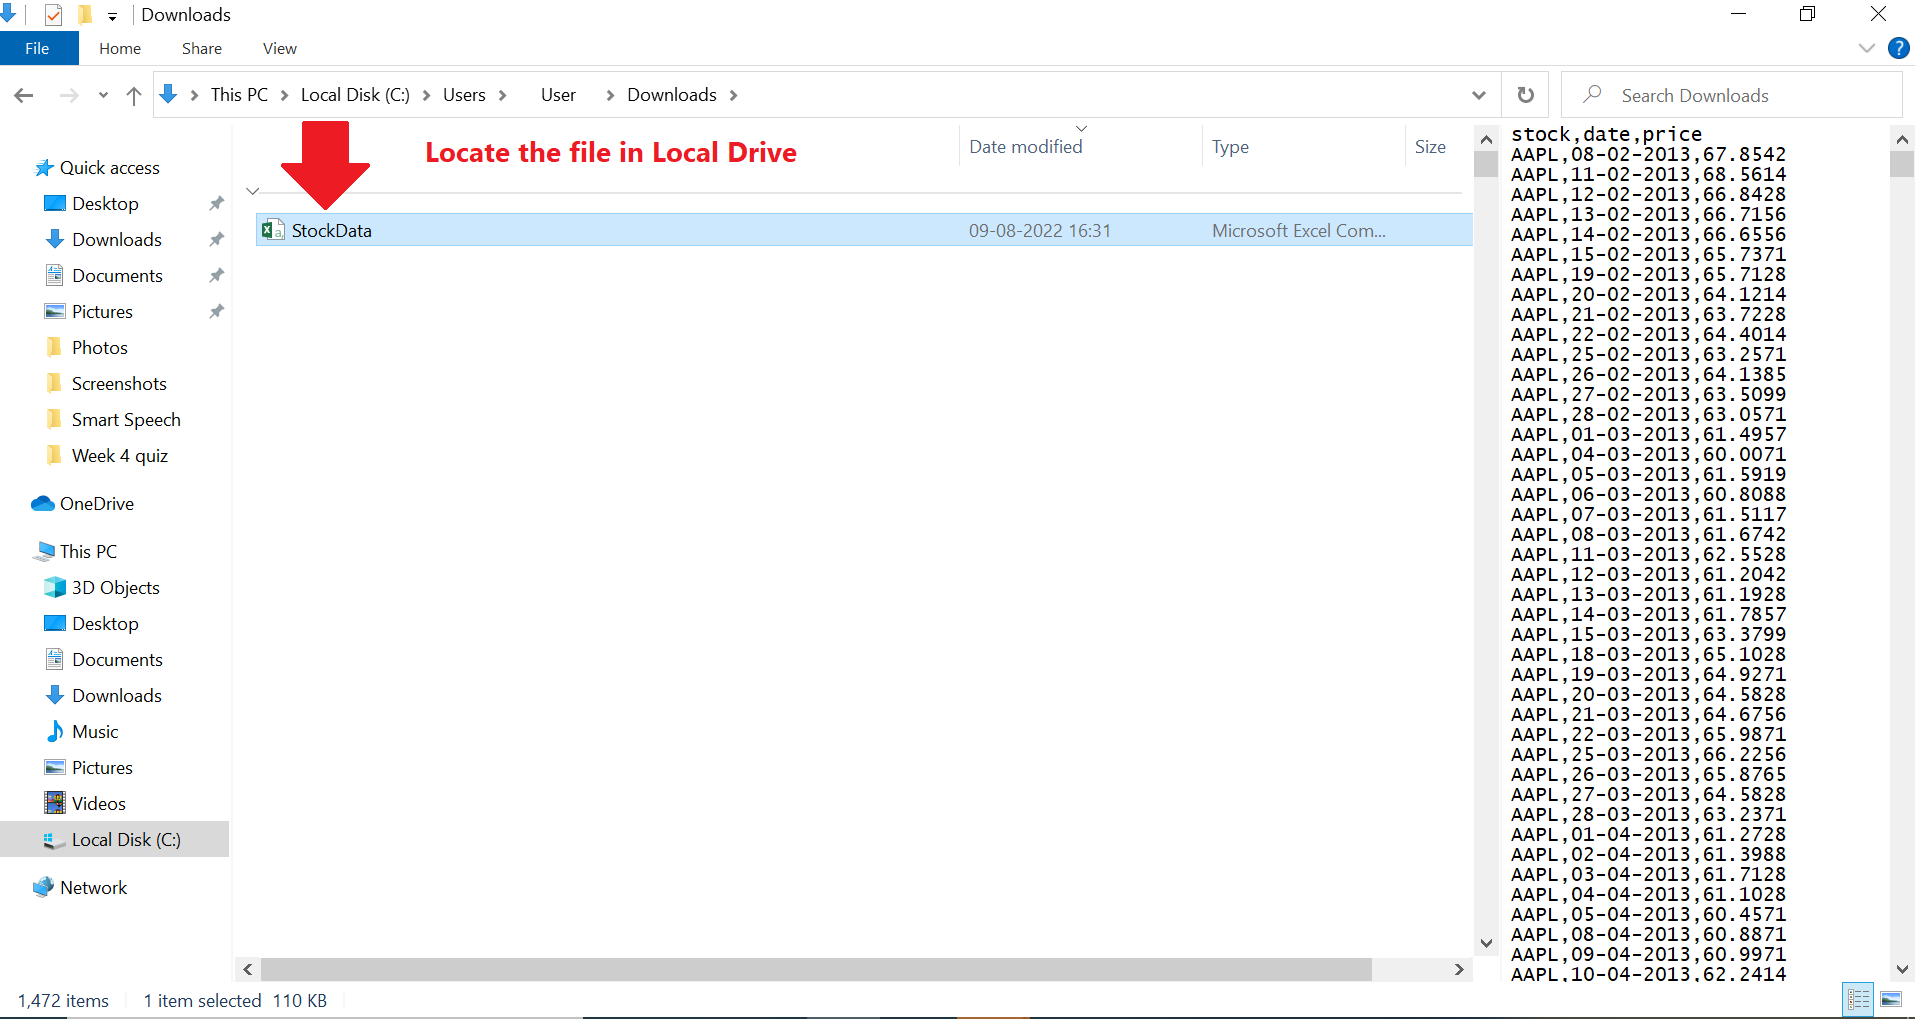 Downloads
File Home Share View
This PC Local Disk (C:) Users User Downloads
Search Downloads
Locate the file in Local Drive
Date modified Type Size
StockData 09-08-2022 16:31 Microsoft Excel Com...
Quick access
Desktop
Downloads
Documents
Pictures
Photos
Screenshots
Smart Speech
Week 4 quiz
OneDrive
This PC
3D Objects
Desktop
Documents
Downloads
Music
Pictures
Videos
Local Disk (C:)
Network
stock,date,price
AAPL,08-02-2013,67.8542
AAPL,11-02-2013,68.5614
AAPL,12-02-2013,66.8428
AAPL,13-02-2013,66.7156
AAPL,14-02-2013,66.6556
AAPL,15-02-2013,65.7371
AAPL,19-02-2013,65.7128
AAPL,20-02-2013,64.1214
AAPL,21-02-2013,63.7228
AAPL,22-02-2013,64.4014
AAPL,25-02-2013,63.2571
AAPL,26-02-2013,64.1385
AAPL,27-02-2013,63.5099
AAPL,28-02-2013,63.0571
AAPL,01-03-2013,61.4957
AAPL,04-03-2013,60.0071
AAPL,05-03-2013,61.5919
AAPL,06-03-2013,60.8088
AAPL,07-03-2013,61.5117
AAPL,08-03-2013,61.6742
AAPL,11-03-2013,62.5528
AAPL,12-03-2013,61.2042
AAPL,13-03-2013,61.1928
AAPL,14-03-2013,61.7857
AAPL,15-03-2013,63.3799
AAPL,18-03-2013,65.1028
AAPL,19-03-2013,64.9271
AAPL,20-03-2013,64.5828
AAPL,21-03-2013,64.6756
AAPL,22-03-2013,65.9871
AAPL,25-03-2013,66.2256
AAPL,26-03-2013,65.8765
AAPL,27-03-2013,64.5828
AAPL,28-03-2013,63.2371
AAPL,01-04-2013,61.2728
AAPL,02-04-2013,61.3988
AAPL,03-04-2013,61.7128
AAPL,04-04-2013,61.1028
AAPL,05-04-2013,60.4571
AAPL,08-04-2013,60.8871
AAPL,09-04-2013,60.9971
AAPL,10-04-2013,62.2414
1,472 items 1 item selected 110 KB